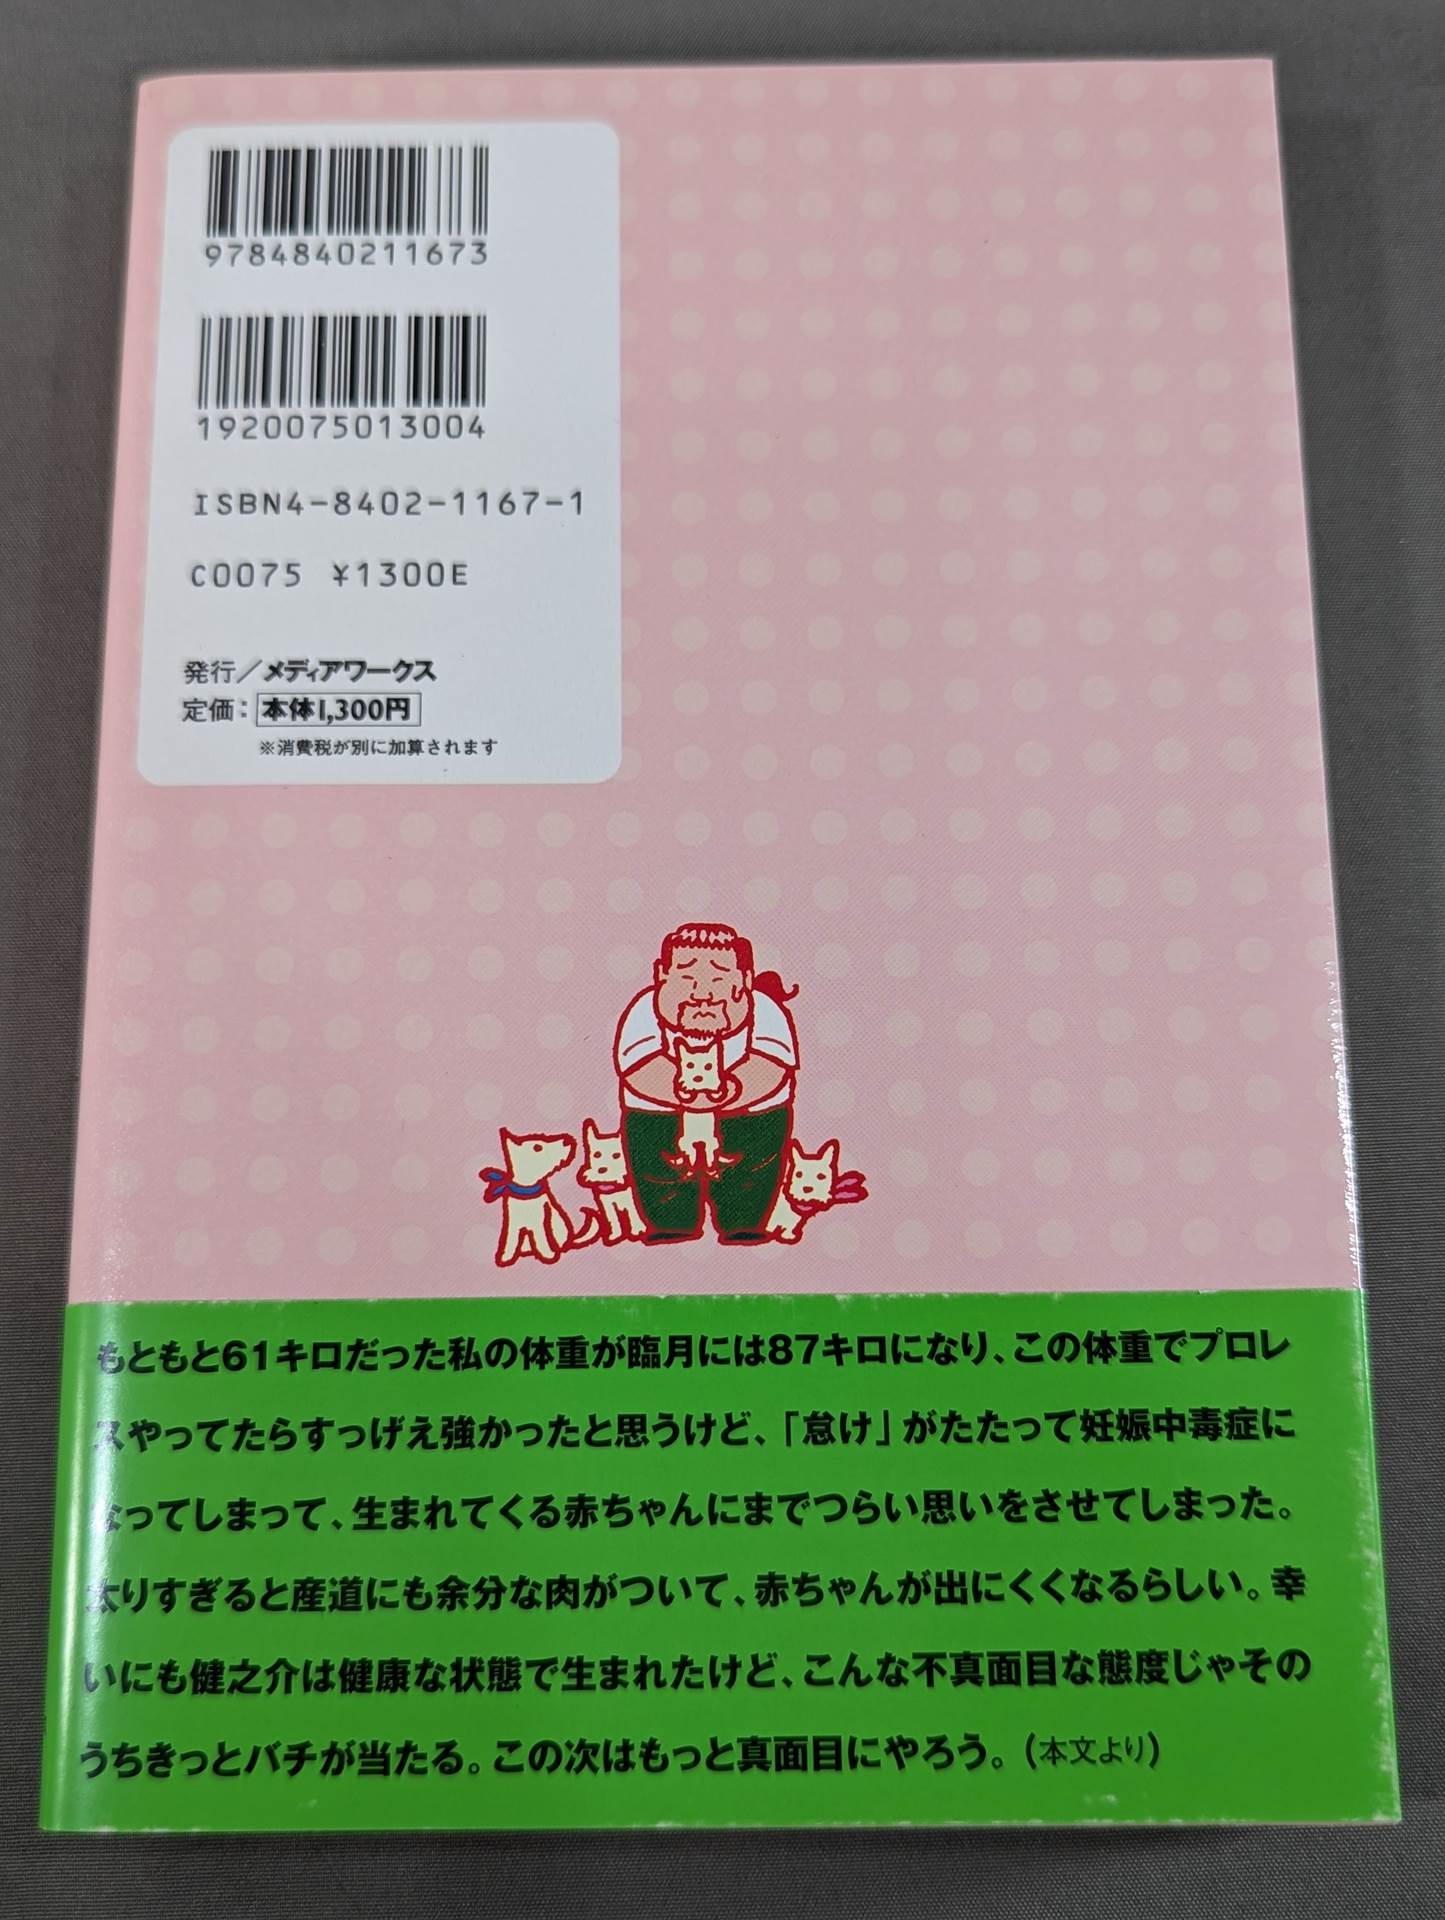 9784840211673
1920075013004
ISBN4-8402-1167-1
C0075 ¥1300E
発行／メディアワークス
定価：本体1,300円
※消費税が別に加算されます
もともと61キロだった私の体重が臨月には87キロになり、この体重でプロレ
スやってたらすっげえ強かったと思うけど、「怠け」がたたって妊娠中毒症に
なってしまって、生まれてくる赤ちゃんにまでつらい思いをさせてしまった。
太りすぎると産道にも余分な肉がついて、赤ちゃんが出にくくなるらしい。幸
いにも健之介は健康な状態で生まれたけど、こんな不真面目な態度じゃその
うちきっとバチが当たる。この次はもっと真面目にやろう。（本文より）